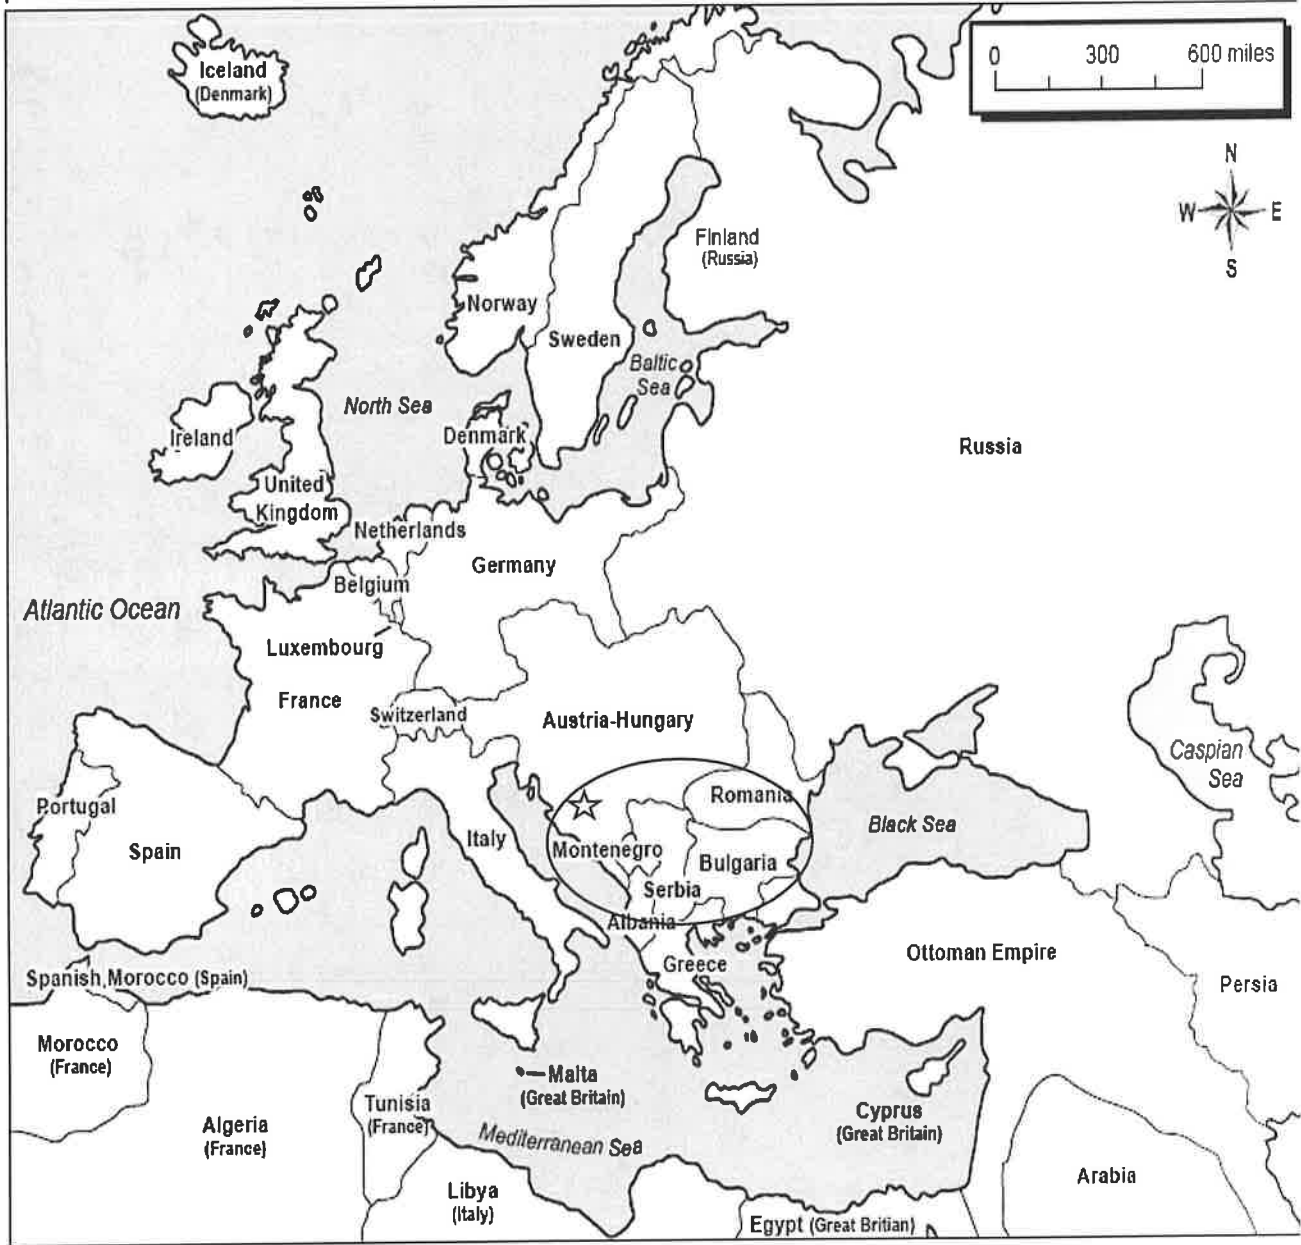 0 300 600 miles
Iceland
(Denmark)
N
W E
S
Finland
(Russia)
Norway
Sweden
Baltic
Sea
North Sea
Denmark
Ireland
Russia
United
Kingdom
Netherlands
Germany
Belgium
Atlantic Ocean
Luxembourg
France
Switzerland
Austria-Hungary
Caspian
Sea
Portugal
Romania
Black Sea
Spain
Italy
Montenegro
Bulgaria
Serbia
Albania
Ottoman Empire
Greece
Spanish Morocco (Spain)
Persia
Morocco
(France)
Malta
(Great Britain)
Tunisia
(France)
Cyprus
(Great Britain)
Algeria
(France)
Mediterranean Sea
Arabia
Libya
(Italy)
Egypt (Great Britian)